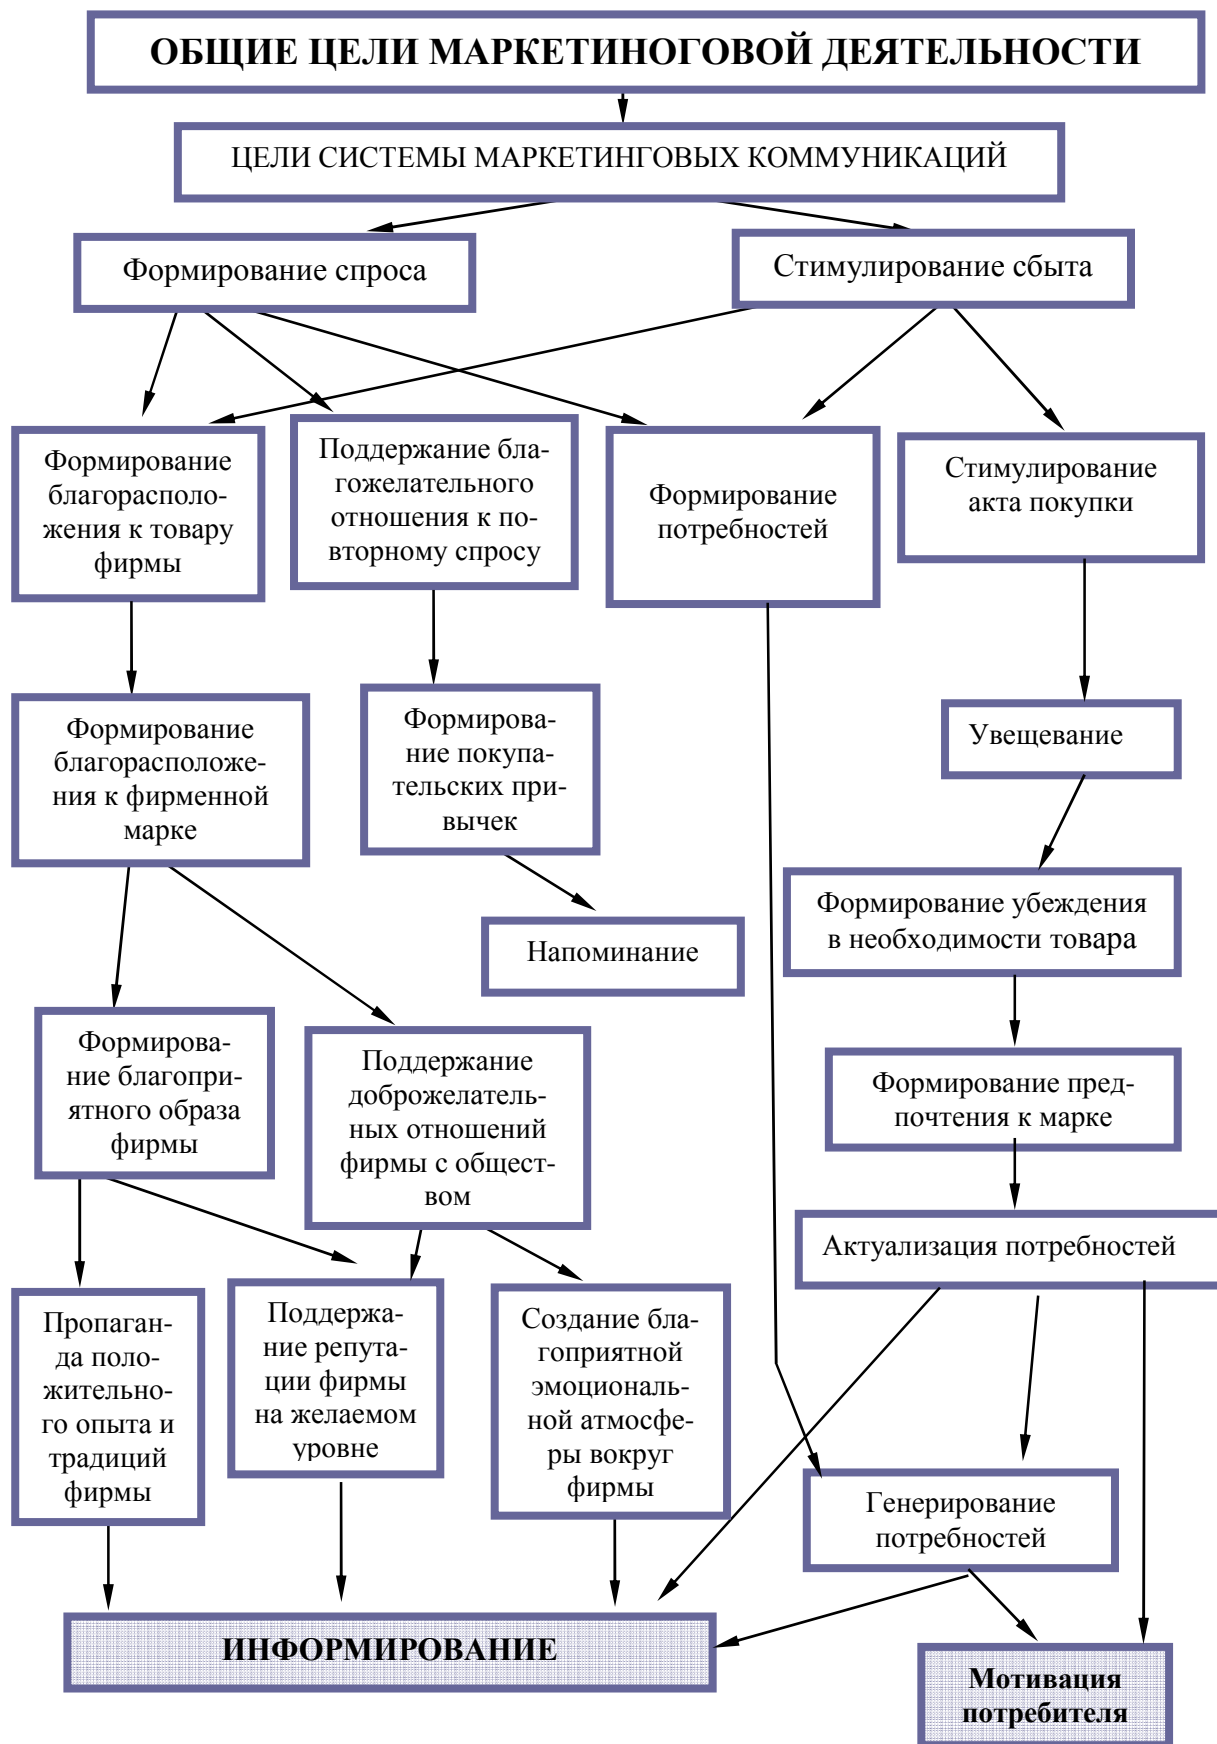 ОБЩИЕ ЦЕЛИ МАРКЕТИНОГОВОЙ ДЕЯТЕЛЬНОСТИ
ЦЕЛИ СИСТЕМЫ МАРКЕТИНГОВЫХ КОММУНИКАЦИЙ
Формирование спроса
Стимулирование сбыта
Формирование
благорасполо-
жения к товару
фирмы
Поддержание бла-
гожелательного
отношения к по-
вторному спросу
Формирование
потребностей
Стимулирование
акта покупки
Формирование
благорасположе-
ния к фирменной
марке
Формирова-
ние покупа-
тельских при-
вычек
Увещевание
Формирование убеждения
в необходимости товара
Напоминание
Формирова-
ние благопри-
ятного образа
фирмы
Поддержание
доброжелатель-
ных отношений
фирмы с общест-
вом
Формирование пред-
почтения к марке
Актуализация потребностей
Пропаган-
да поло-
жительно-
го опыта и
традиций
фирмы
Поддержа-
ние репута-
ции фирмы
на желаемом
уровне
Создание бла-
гоприятной
эмоциональ-
ной атмосфе-
ры вокруг
фирмы
Генерирование
потребностей
ИНФОРМИРОВАНИЕ
Мотивация
потребителя